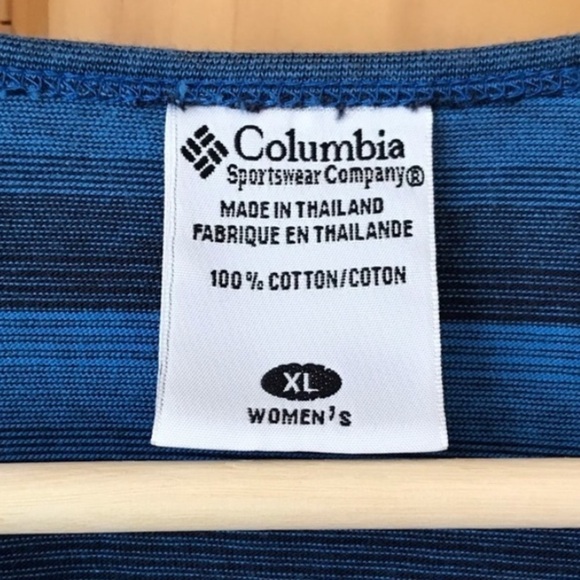 Columbia
Sportswear Company®
MADE IN THAILAND
FABRIQUE EN THAILANDE
100% COTTON/COTON
XL
WOMEN'S